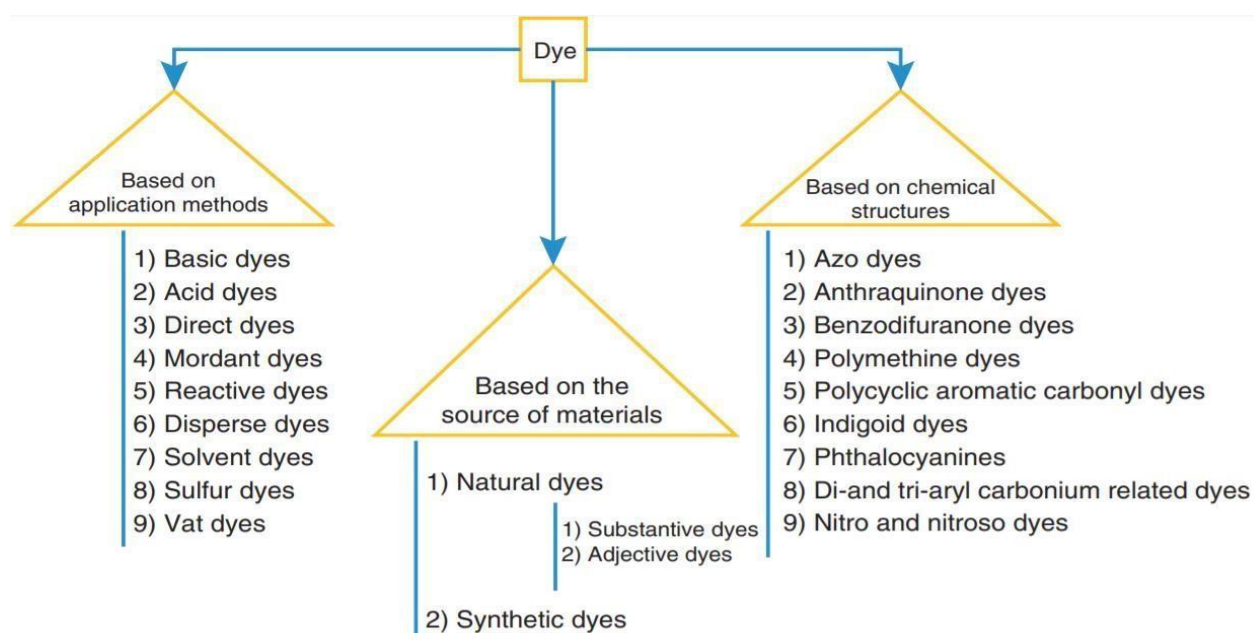 Dye
Based on
application methods
1) Basic dyes
2) Acid dyes
3) Direct dyes
4) Mordant dyes
5) Reactive dyes
6) Disperse dyes
7) Solvent dyes
8) Sulfur dyes
9) Vat dyes
Based on the
source of materials
1) Natural dyes
1) Substantive dyes
2) Adjective dyes
2) Synthetic dyes
Based on chemical
structures
1) Azo dyes
2) Anthraquinone dyes
3) Benzodifuranone dyes
4) Polymethine dyes
5) Polycyclic aromatic carbonyl dyes
6) Indigoid dyes
7) Phthalocyanines
8) Di-and tri-aryl carbonium related dyes
9) Nitro and nitroso dyes